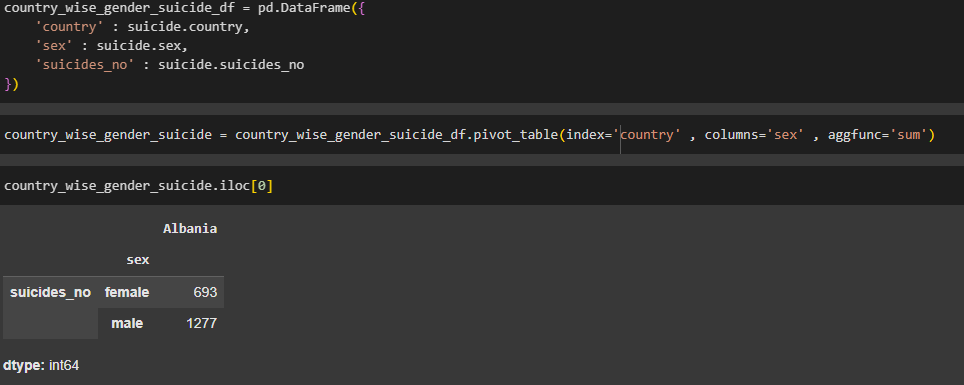 country_wise_gender_suicide_df = pd.DataFrame({
    'country' : suicide.country,
    'sex' : suicide.sex,
    'suicides_no' : suicide.suicides_no
})
country_wise_gender_suicide = country_wise_gender_suicide_df.pivot_table(index='country' , columns='sex' , aggfunc='sum')
country_wise_gender_suicide.iloc[0]
Albania
sex
suicides_no female 693
male 1277
dtype: int64